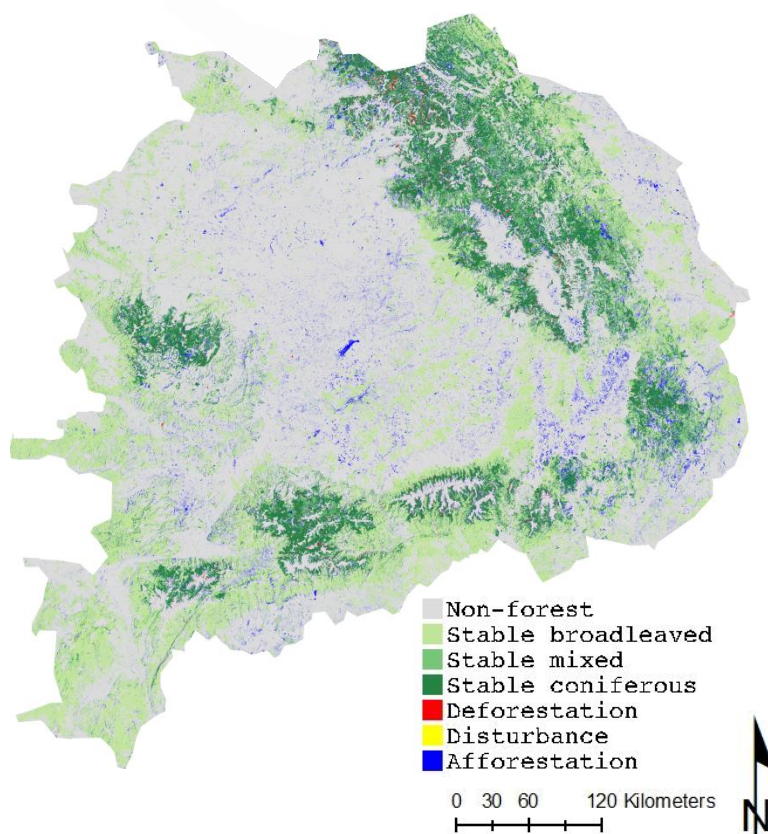 Non-forest
Stable broadleaved
Stable mixed
Stable coniferous
Deforestation
Disturbance
Afforestation
0 30 60 120 Kilometers
N